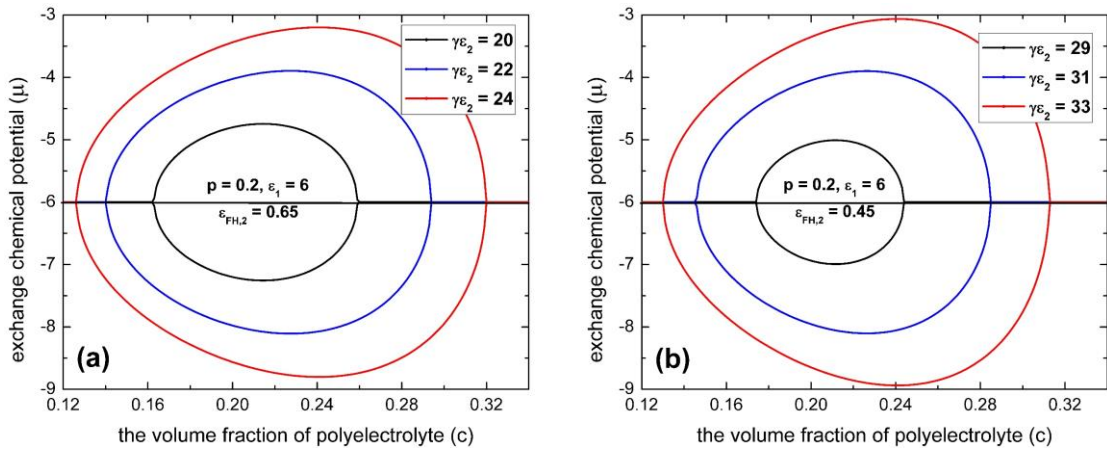 exchange chemical potential (μ)
-3
-4
-5
-6
-7
-8
-9
γε₂ = 20
γε₂ = 22
γε₂ = 24
p = 0.2, ε₁ = 6
ε_FH,2 = 0.65
(a)
0.12 0.16 0.20 0.24 0.28 0.32
the volume fraction of polyelectrolyte (c)
exchange chemical potential (μ)
-3
-4
-5
-6
-7
-8
-9
γε₂ = 29
γε₂ = 31
γε₂ = 33
p = 0.2, ε₁ = 6
ε_FH,2 = 0.45
(b)
0.12 0.16 0.20 0.24 0.28 0.32
the volume fraction of polyelectrolyte (c)